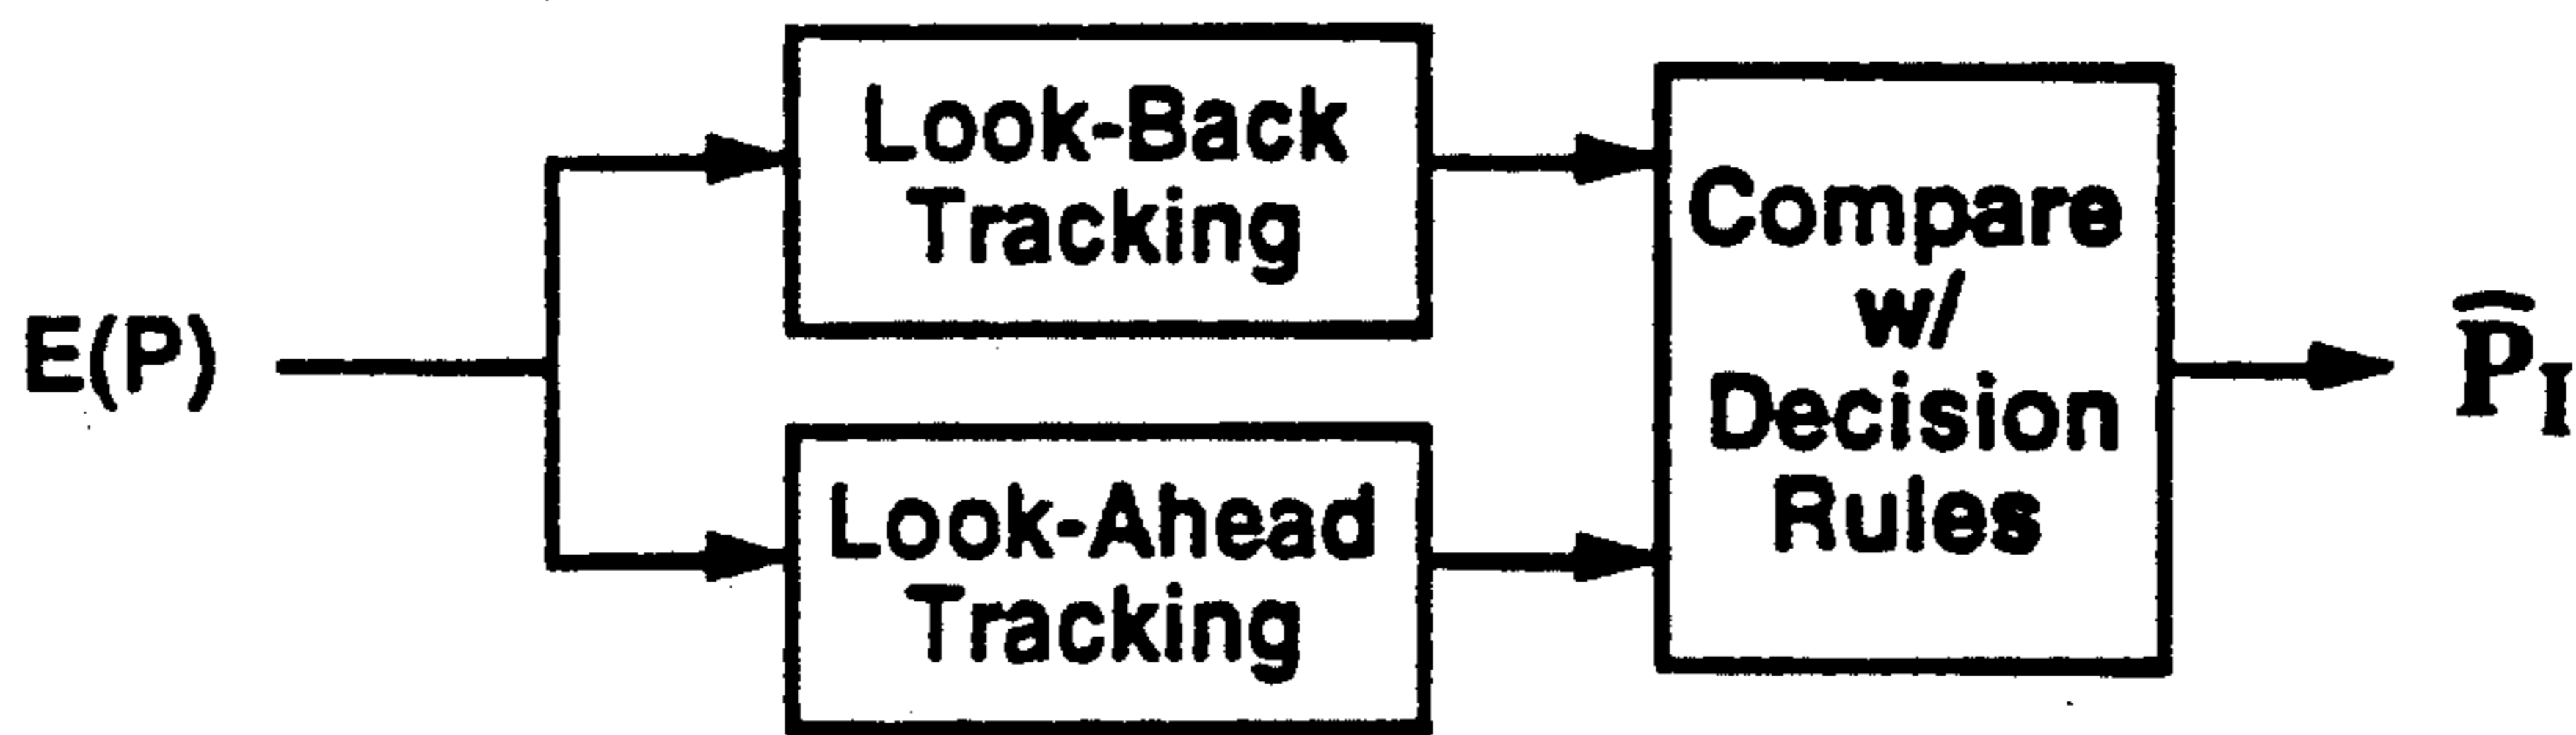 Look-Back
Tracking
Compare
w/
Decision
Rules
E(P)
P̂I
Look-Ahead
Tracking